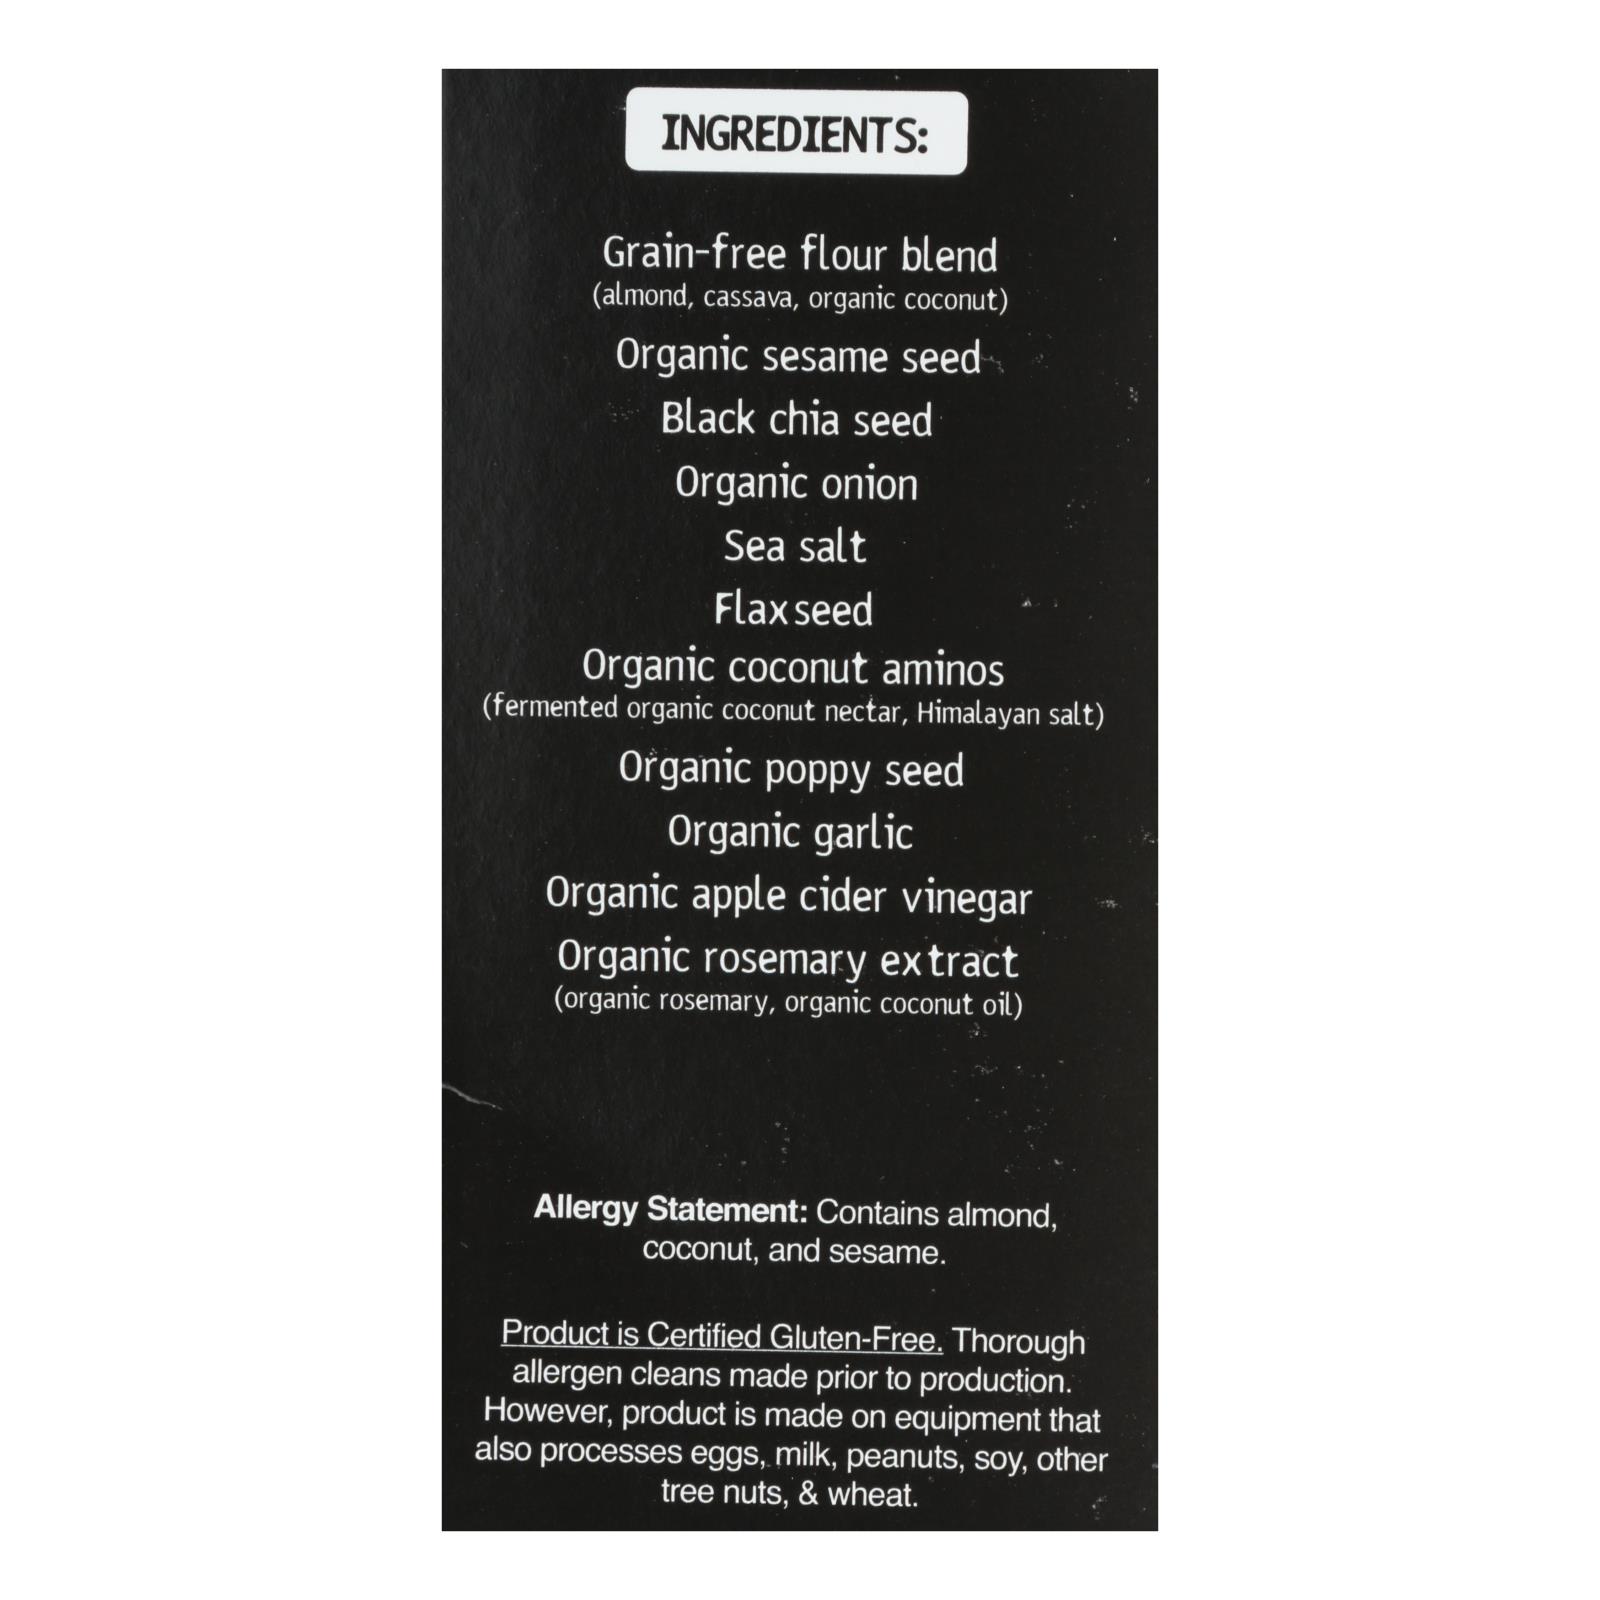 INGREDIENTS:
Grain-free flour blend
(almond, cassava, organic coconut)
Organic sesame seed
Black chia seed
Organic onion
Sea salt
Flaxseed
Organic coconut aminos
(fermented organic coconut nectar, Himalayan salt)
Organic poppy seed
Organic garlic
Organic apple cider vinegar
Organic rosemary extract
(organic rosemary, organic coconut oil)
Allergy Statement: Contains almond,
coconut, and sesame.
Product is Certified Gluten-Free. Thorough
allergen cleans made prior to production.
However, product is made on equipment that
also processes eggs, milk, peanuts, soy, other
tree nuts, & wheat.